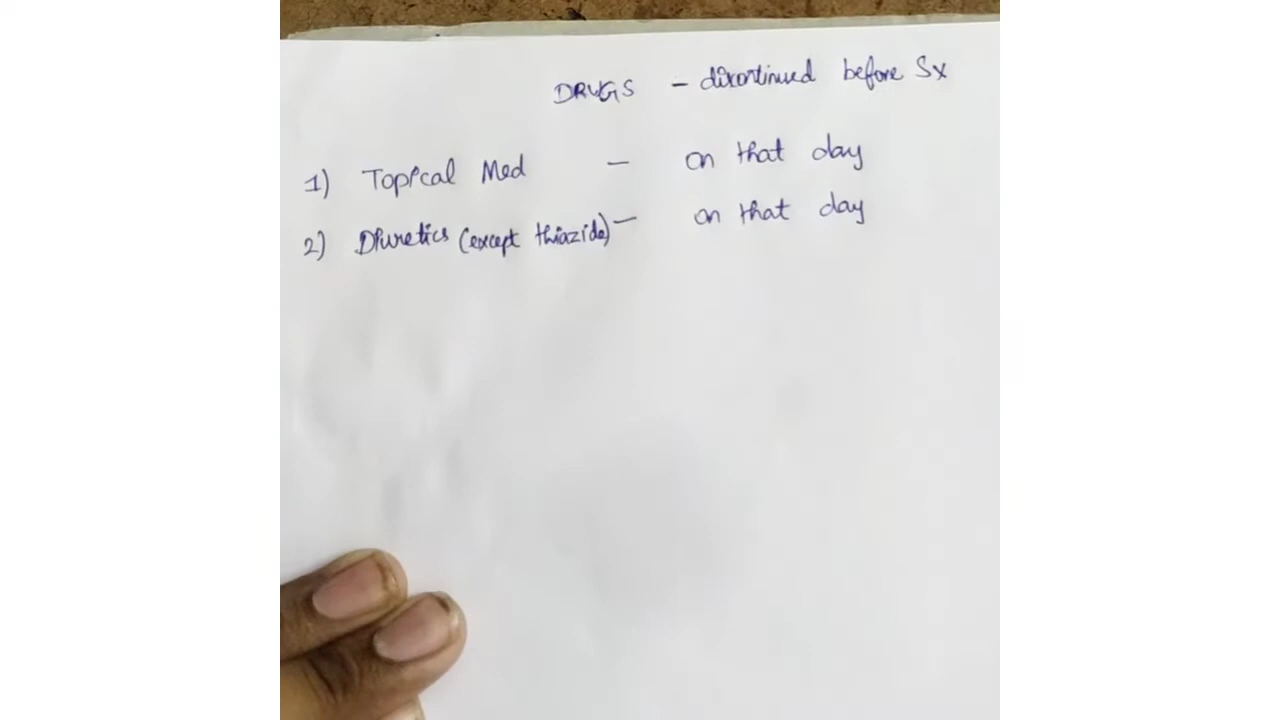 DRUGS - discontinued before Sx
1) Topical Med - on that day
2) Diuretics (except thiazide) - on that day